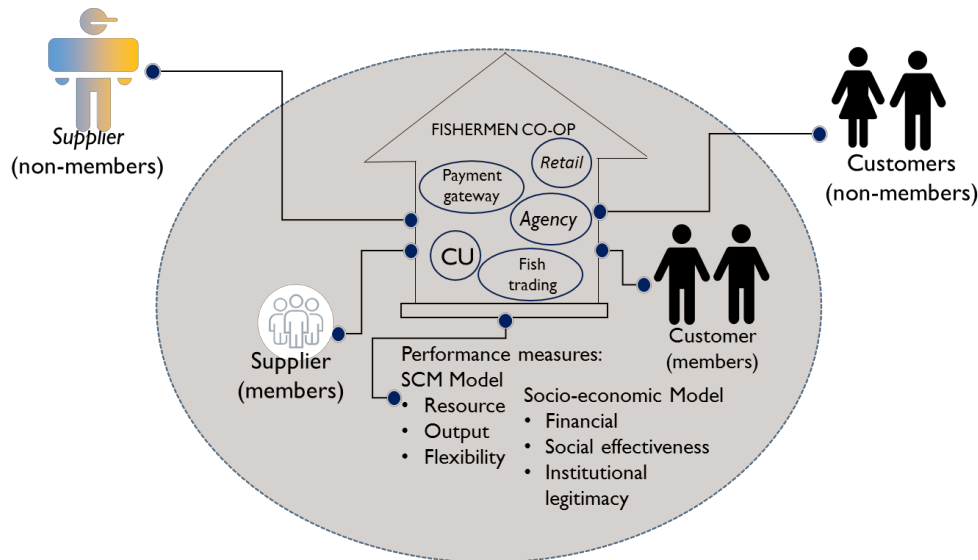 Supplier
(non-members)
FISHERMEN CO-OP
Retail
Payment
gateway
Agency
CU
Fish
trading
Customers
(non-members)
Supplier
(members)
Customer
(members)
Performance measures:
SCM Model
• Resource
• Output
• Flexibility
Socio-economic Model
• Financial
• Social effectiveness
• Institutional
legitimacy